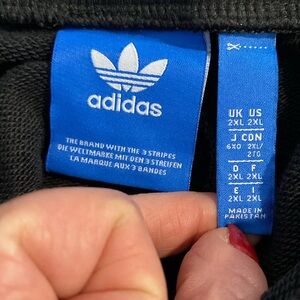 adidas
THE BRAND WITH THE 3 STRIPES
DIE WELTMARKE MIT DEN 3 STREIFEN
LA MARQUE AUX 3 BANDES
UK US
2XL 2XL
J CDN
6XO 2XL/
2TG
D F
2XL 2XL
E I
2XL 2XL
MADE IN
PAKISTAN